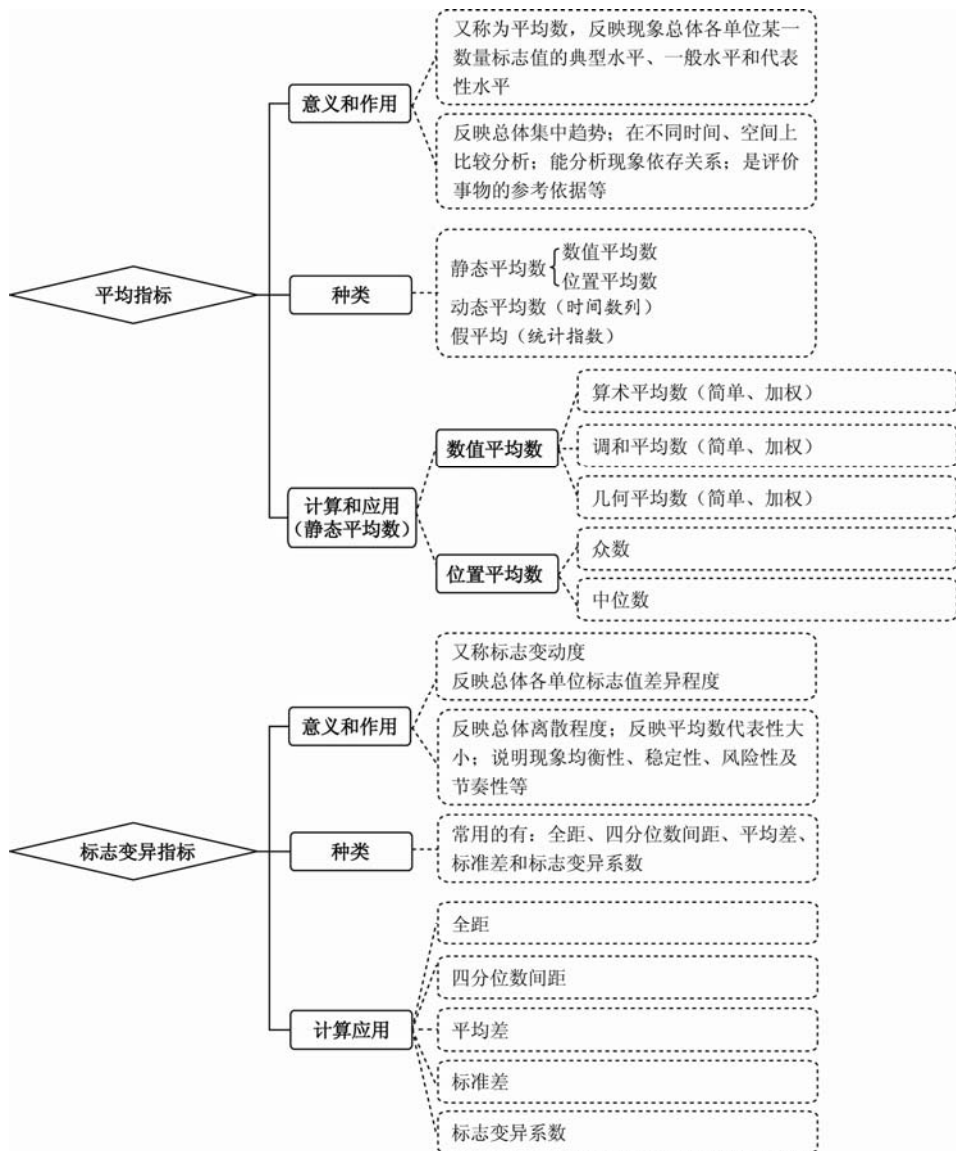 又称为平均数，反映现象总体各单位某一
数量标志值的典型水平、一般水平和代表
性水平
意义和作用
反映总体集中趋势；在不同时间、空间上
比较分析；能分析现象依存关系；是评价
事物的参考依据等
平均指标
种类
静态平均数
数值平均数
位置平均数
动态平均数（时间数列）
假平均（统计指数）
计算和应用
（静态平均数）
数值平均数
算术平均数（简单、加权）
调和平均数（简单、加权）
几何平均数（简单、加权）
位置平均数
众数
中位数
又称标志变动度
反映总体各单位标志值差异程度
意义和作用
反映总体离散程度；反映平均数代表性大
小；说明现象均衡性、稳定性、风险性及
节奏性等
标志变异指标
种类
常用的有：全距、四分位数间距、平均差、
标准差和标志变异系数
计算应用
全距
四分位数间距
平均差
标准差
标志变异系数